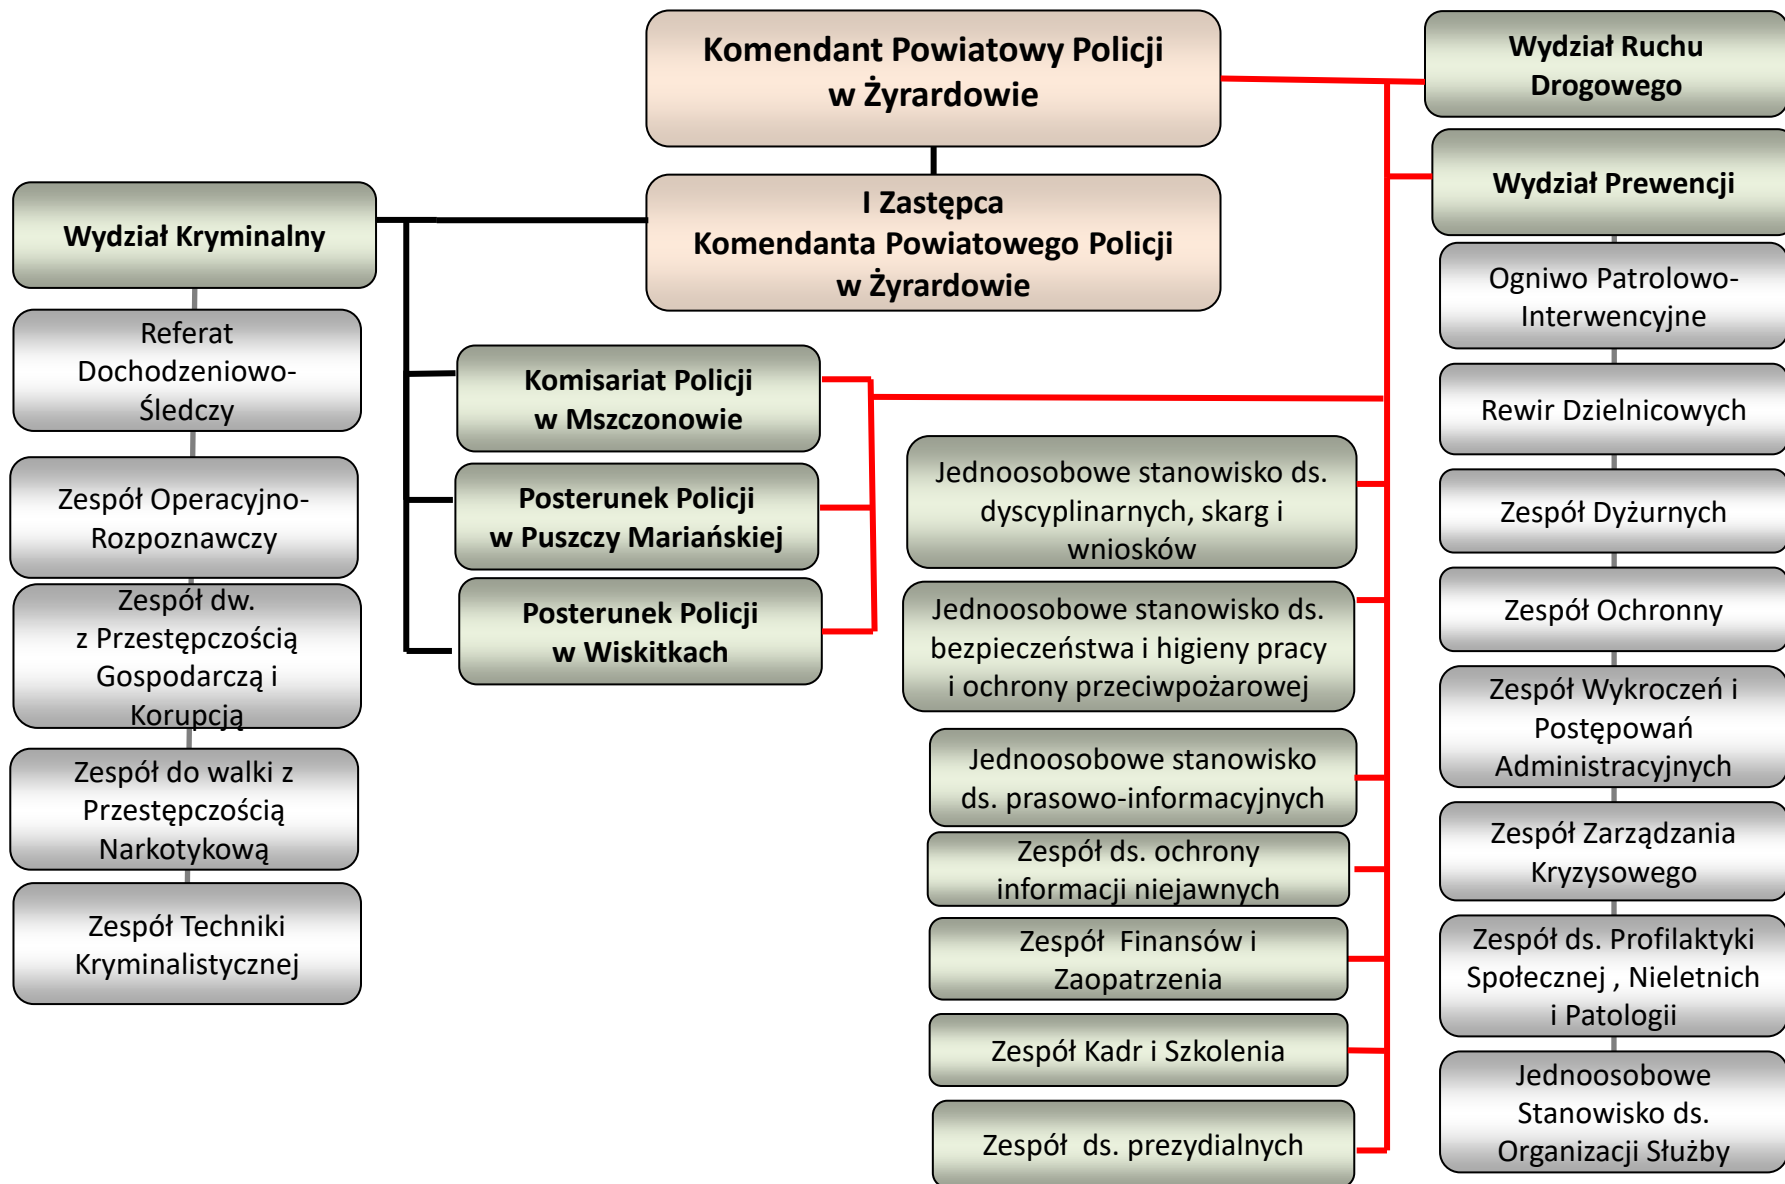 Komendant Powiatowy Policji
w Żyrardowie
I Zastępca
Komendanta Powiatowego Policji
w Żyrardowie
Wydział Kryminalny
Referat
Dochodzeniowo-
Śledczy
Zespół Operacyjno-
Rozpoznawczy
Zespół dw.
z Przestępczością
Gospodarczą i
Korupcją
Zespół do walki z
Przestępczością
Narkotykową
Zespół Techniki
Kryminalistycznej
Komisariat Policji
w Mszczonowie
Posterunek Policji
w Puszczy Mariańskiej
Posterunek Policji
w Wiskitkach
Jednoosobowe stanowisko ds.
dyscyplinarnych, skarg i
wniosków
Jednoosobowe stanowisko ds.
bezpieczeństwa i higieny pracy
i ochrony przeciwpożarowej
Jednoosobowe stanowisko
ds. prasowo-informacyjnych
Zespół ds. ochrony
informacji niejawnych
Zespół  Finansów i
Zaopatrzenia
Zespół Kadr i Szkolenia
Zespół  ds. prezydialnych
Wydział Ruchu
Drogowego
Wydział Prewencji
Ogniwo Patrolowo-
Interwencyjne
Rewir Dzielnicowych
Zespół Dyżurnych
Zespół Ochronny
Zespół Wykroczeń i
Postępowań
Administracyjnych
Zespół Zarządzania
Kryzysowego
Zespół ds. Profilaktyki
Społecznej , Nieletnich
i Patologii
Jednoosobowe
Stanowisko ds.
Organizacji Służby